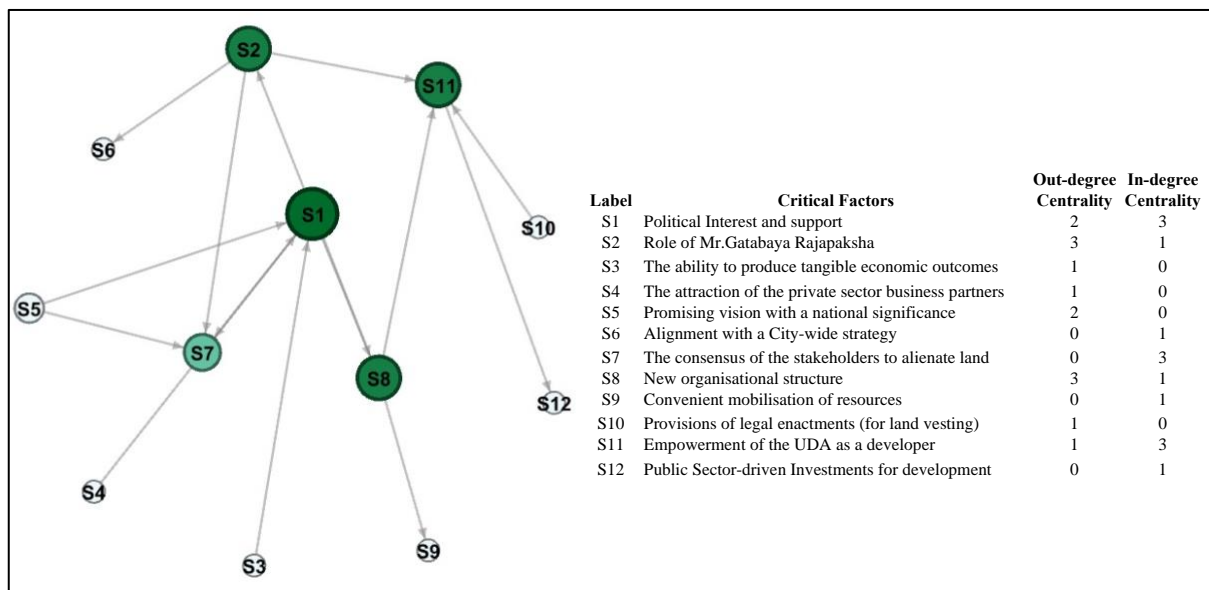 S2
S11
S6
S1
S10
S5
S7
S8
S12
S4
S9
S3
Out-degree In-degree
Label Critical Factors Centrality Centrality
S1 Political Interest and support 2 3
S2 Role of Mr.Gatabaya Rajapaksha 3 1
S3 The ability to produce tangible economic outcomes 1 0
S4 The attraction of the private sector business partners 1 0
S5 Promising vision with a national significance 2 0
S6 Alignment with a City-wide strategy 0 1
S7 The consensus of the stakeholders to alienate land 0 3
S8 New organisational structure 3 1
S9 Convenient mobilisation of resources 0 1
S10 Provisions of legal enactments (for land vesting) 1 0
S11 Empowerment of the UDA as a developer 1 3
S12 Public Sector-driven Investments for development 0 1